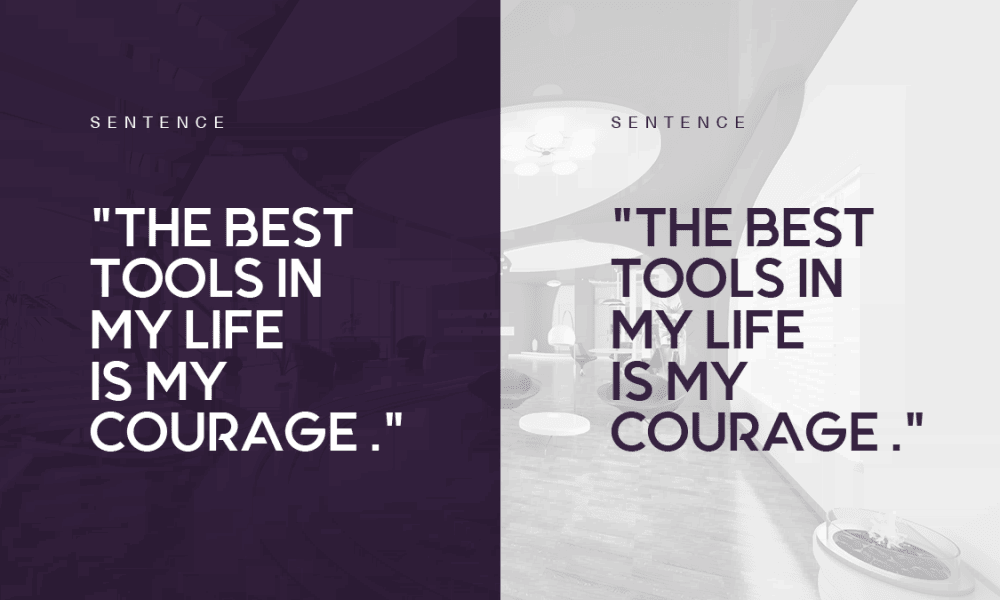 SENTENCE
"THE BEST
TOOLS IN
MY LIFE
IS MY
COURAGE ."
SENTENCE
"THE BEST
TOOLS IN
MY LIFE
IS MY
COURAGE ."